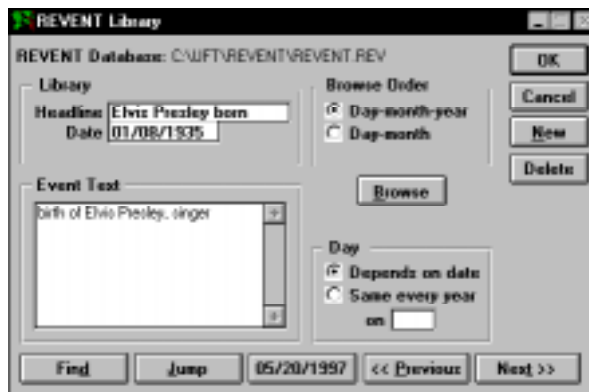 REVENT Library
REVENT Database: C:\JFT\REVENT\REVENT.REV
OK
Library
Browse Order
Headline Elvis Presley born
Day-month-year
Cancel
Date 01/08/1935
Day-month
New
Delete
Event Text
Browse
birth of Elvis Presley, singer
Day
Depends on date
Same every year
on
Find
Jump
05/20/1997
<< Previous
Next >>